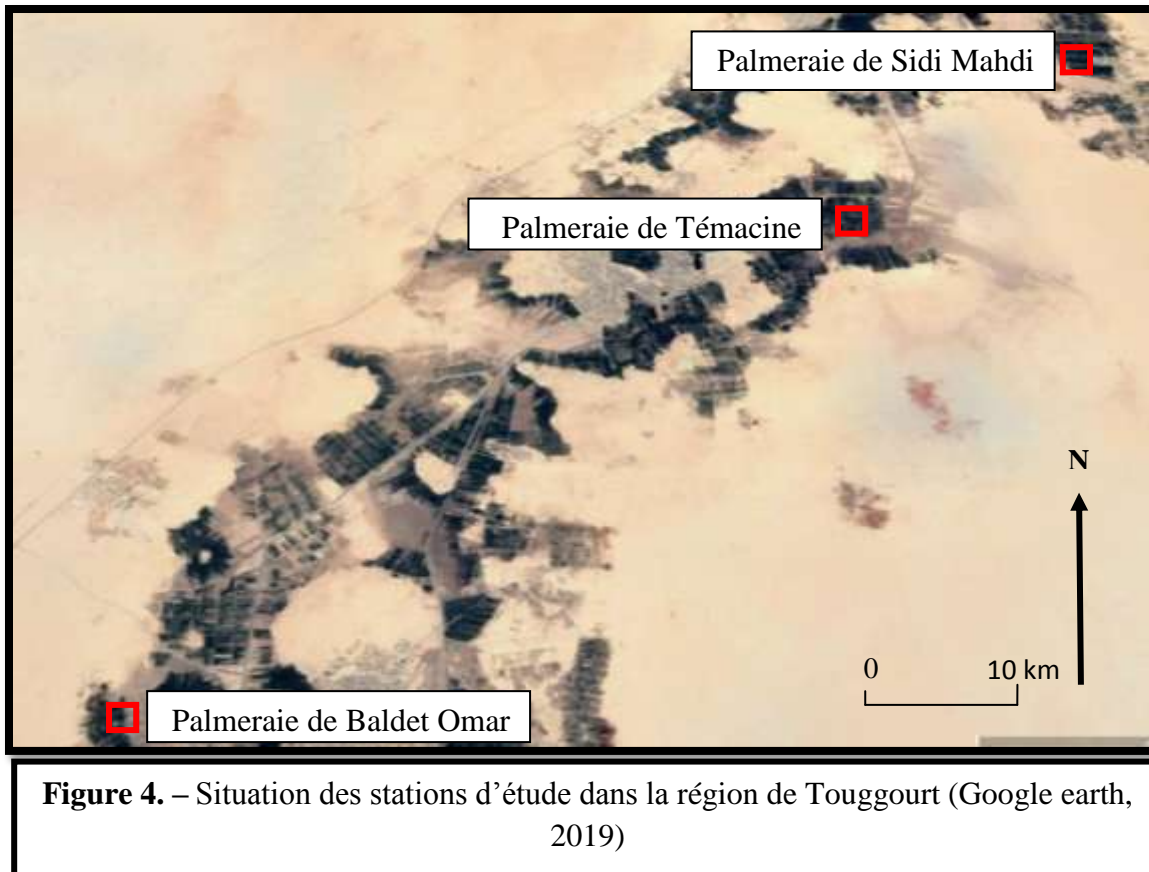 Palmeraie de Sidi Mahdi
Palmeraie de Témacine
N
0 10 km
Palmeraie de Baldet Omar
Figure 4. – Situation des stations d’étude dans la région de Touggourt (Google earth,
2019)